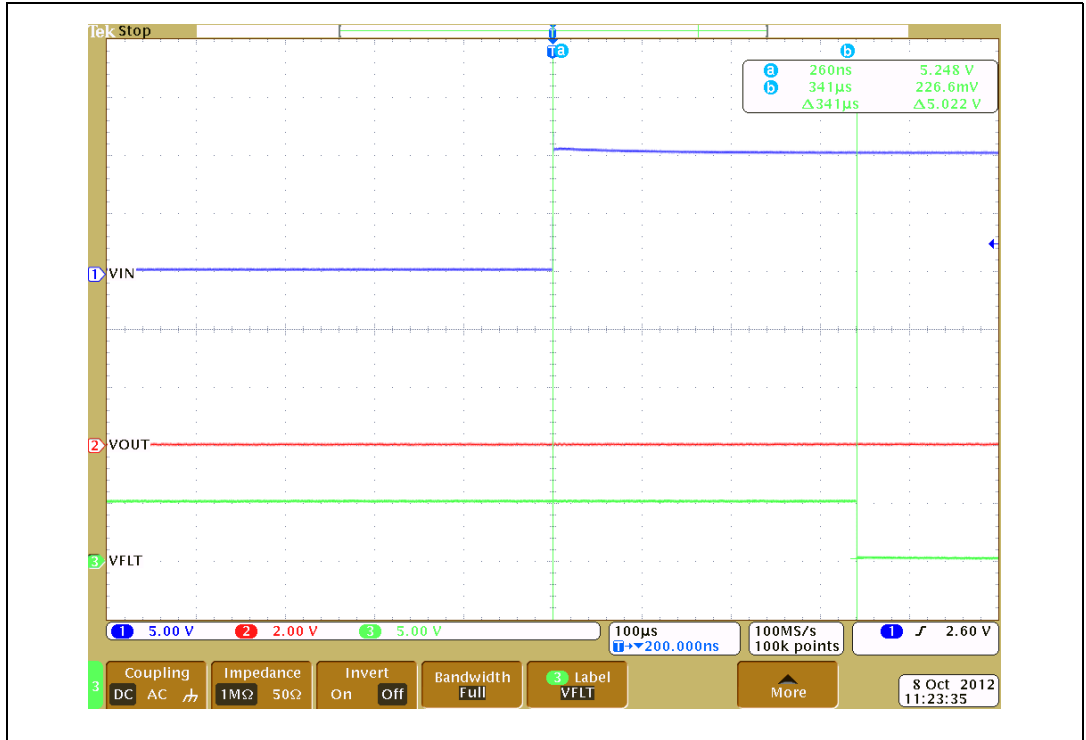 Tek Stop
T
T a b
a 260ns 5.248 V
b 341µs 226.6mV
Δ341µs Δ5.022 V
1 VIN
2 VOUT
3 VFLT
1 5.00 V 2 2.00 V 3 5.00 V
100µs
T→▼200.000ns
100MS/s
100k points
1 ƒ 2.60 V
3
Coupling
DC AC
Impedance
1MΩ 50Ω
Invert
On Off
Bandwidth
Full
3 Label
VFLT
More
8 Oct 2012
11:23:35